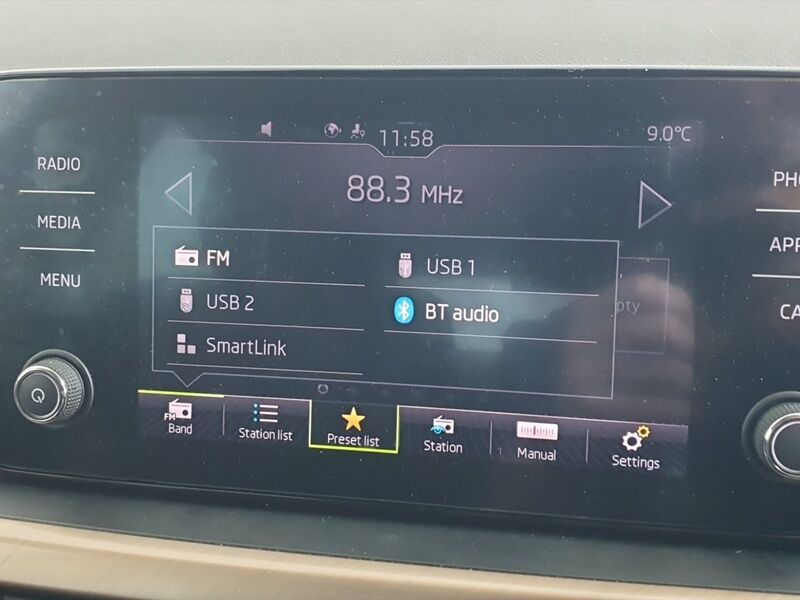 11:58
9.0°C
RADIO
88.3 MHz
MEDIA
MENU
FM
USB 1
USB 2
BT audio
SmartLink
FM
Band
Station list
Preset list
Station
Manual
Settings